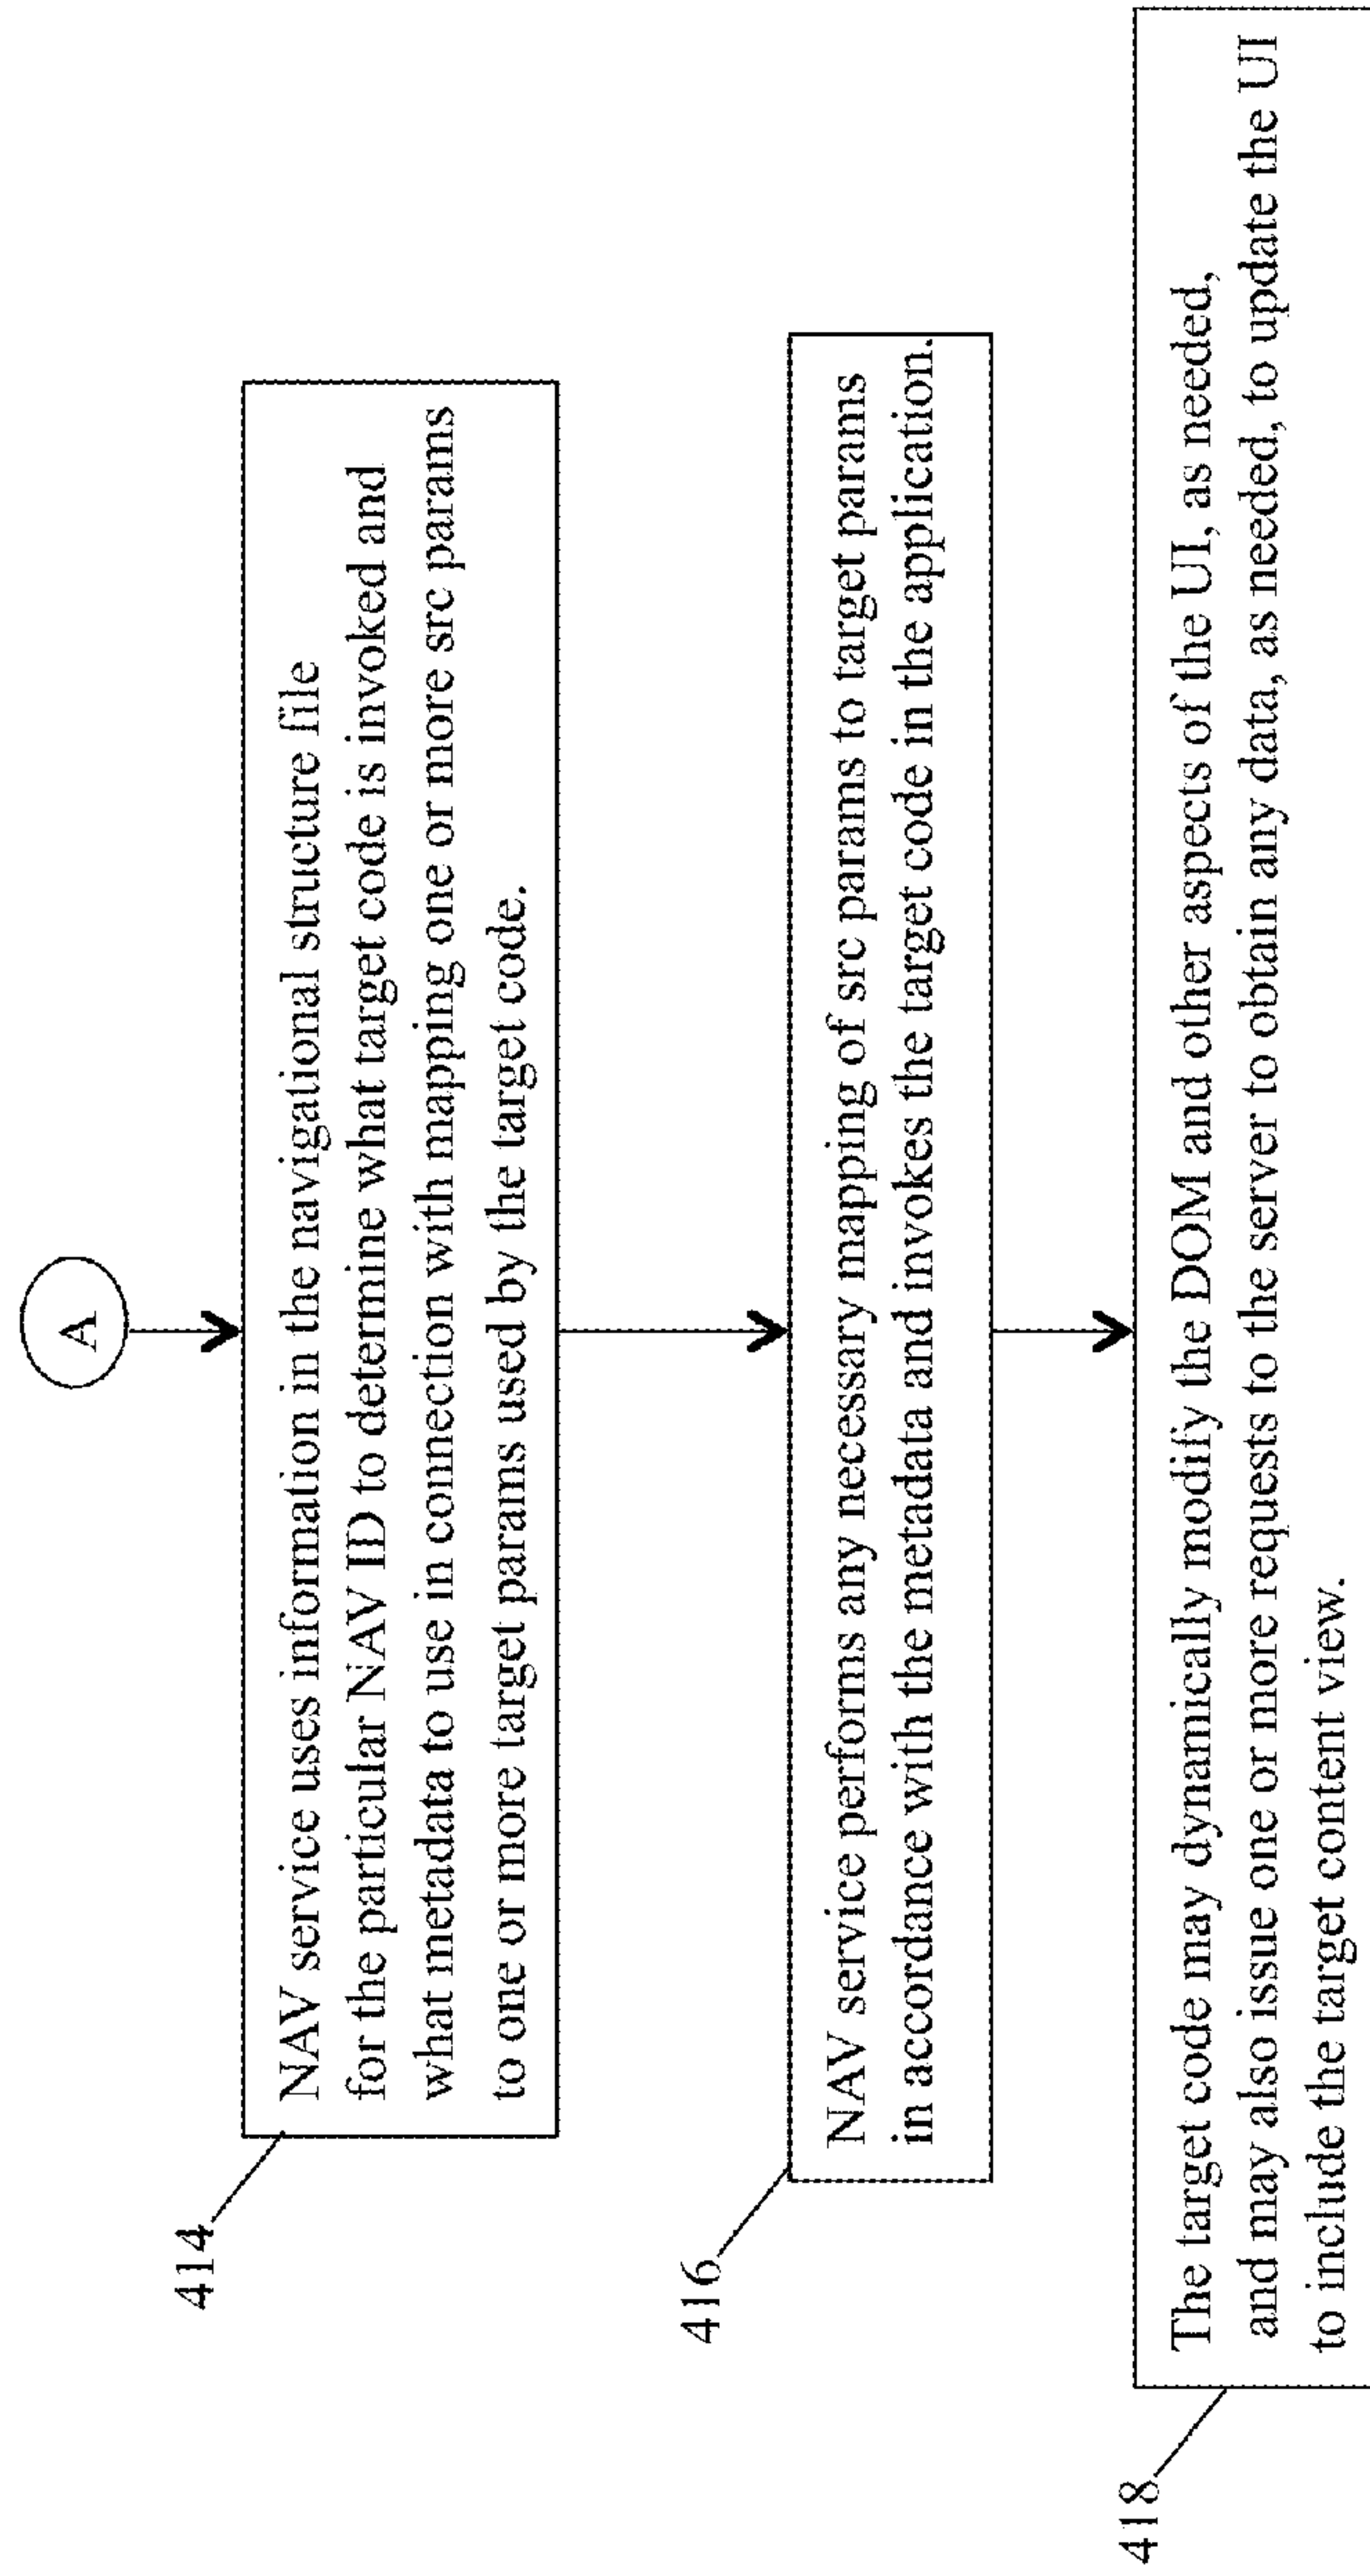 A
414
NAV service uses information in the navigational structure file
for the particular NAV ID to determine what target code is invoked and
what metadata to use in connection with mapping one or more src params
to one or more target params used by the target code.
416
NAV service performs any necessary mapping of src params to target params
in accordance with the metadata and invokes the target code in the application.
418
The target code may dynamically modify the DOM and other aspects of the UI, as needed,
and may also issue one or more requests to the server to obtain any data, as needed, to update the UI
to include the target content view.